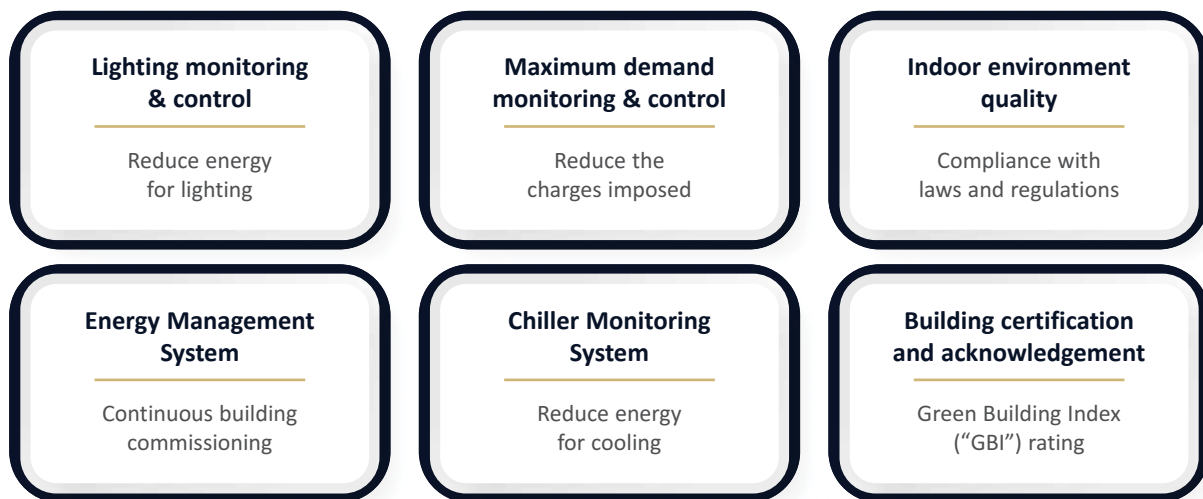 Lighting monitoring
& control
Reduce energy
for lighting
Maximum demand
monitoring & control
Reduce the
charges imposed
Indoor environment
quality
Compliance with
laws and regulations
Energy Management
System
Continuous building
commissioning
Chiller Monitoring
System
Reduce energy
for cooling
Building certification
and acknowledgement
Green Building Index
(“GBI”) rating